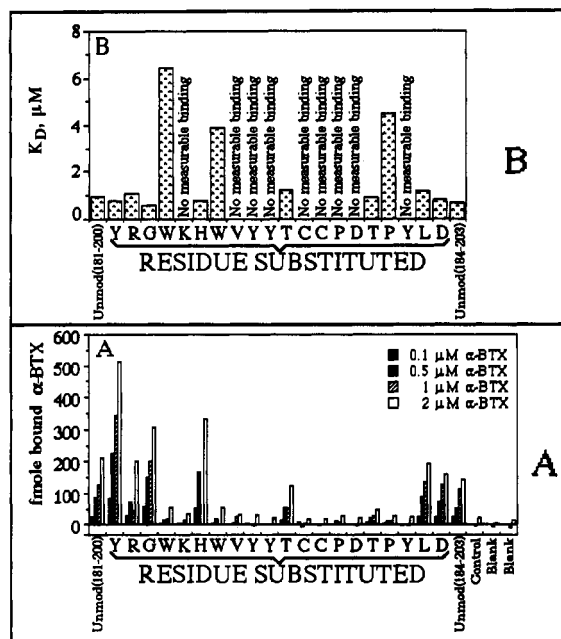 B
8
6
4
2
0
K_D, μM
No measurable binding
No measurable binding
No measurable binding
No measurable binding
No measurable binding
No measurable binding
No measurable binding
No measurable binding
No measurable binding
Unmod(181-200)
Y R G W K H W V Y Y T C C P D T P Y L D
Unmod(184-203)
RESIDUE SUBSTITUTED
B
A
600
500
400
300
200
100
0
fmole bound α-BTX
0.1 μM α-BTX
0.5 μM α-BTX
1 μM α-BTX
2 μM α-BTX
Unmod(181-200)
Y R G W K H W V Y Y T C C P D T P Y L D
Unmod(184-203)
Control
Blank
Blank
RESIDUE SUBSTITUTED
A